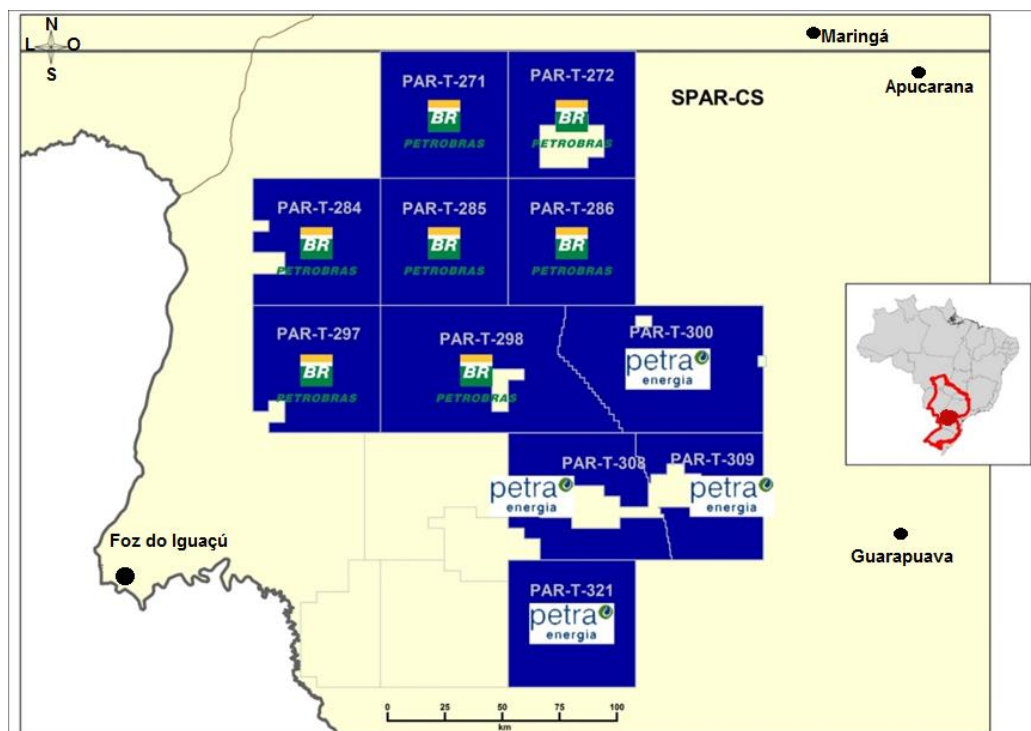 N
L O
S
Maringá
Apucarana
SPAR-CS
PAR-T-271
BR
PETROBRAS
PAR-T-272
BR
PETROBRAS
PAR-T-284
BR
PETROBRAS
PAR-T-285
BR
PETROBRAS
PAR-T-286
BR
PETROBRAS
PAR-T-297
BR
PETROBRAS
PAR-T-298
BR
PETROBRAS
PAR-T-300
petra
energia
PAR-T-308
petra
energia
PAR-T-309
petra
energia
Foz do Iguaçú
Guarapuava
PAR-T-321
petra
energia
0 25 50 75 100
km